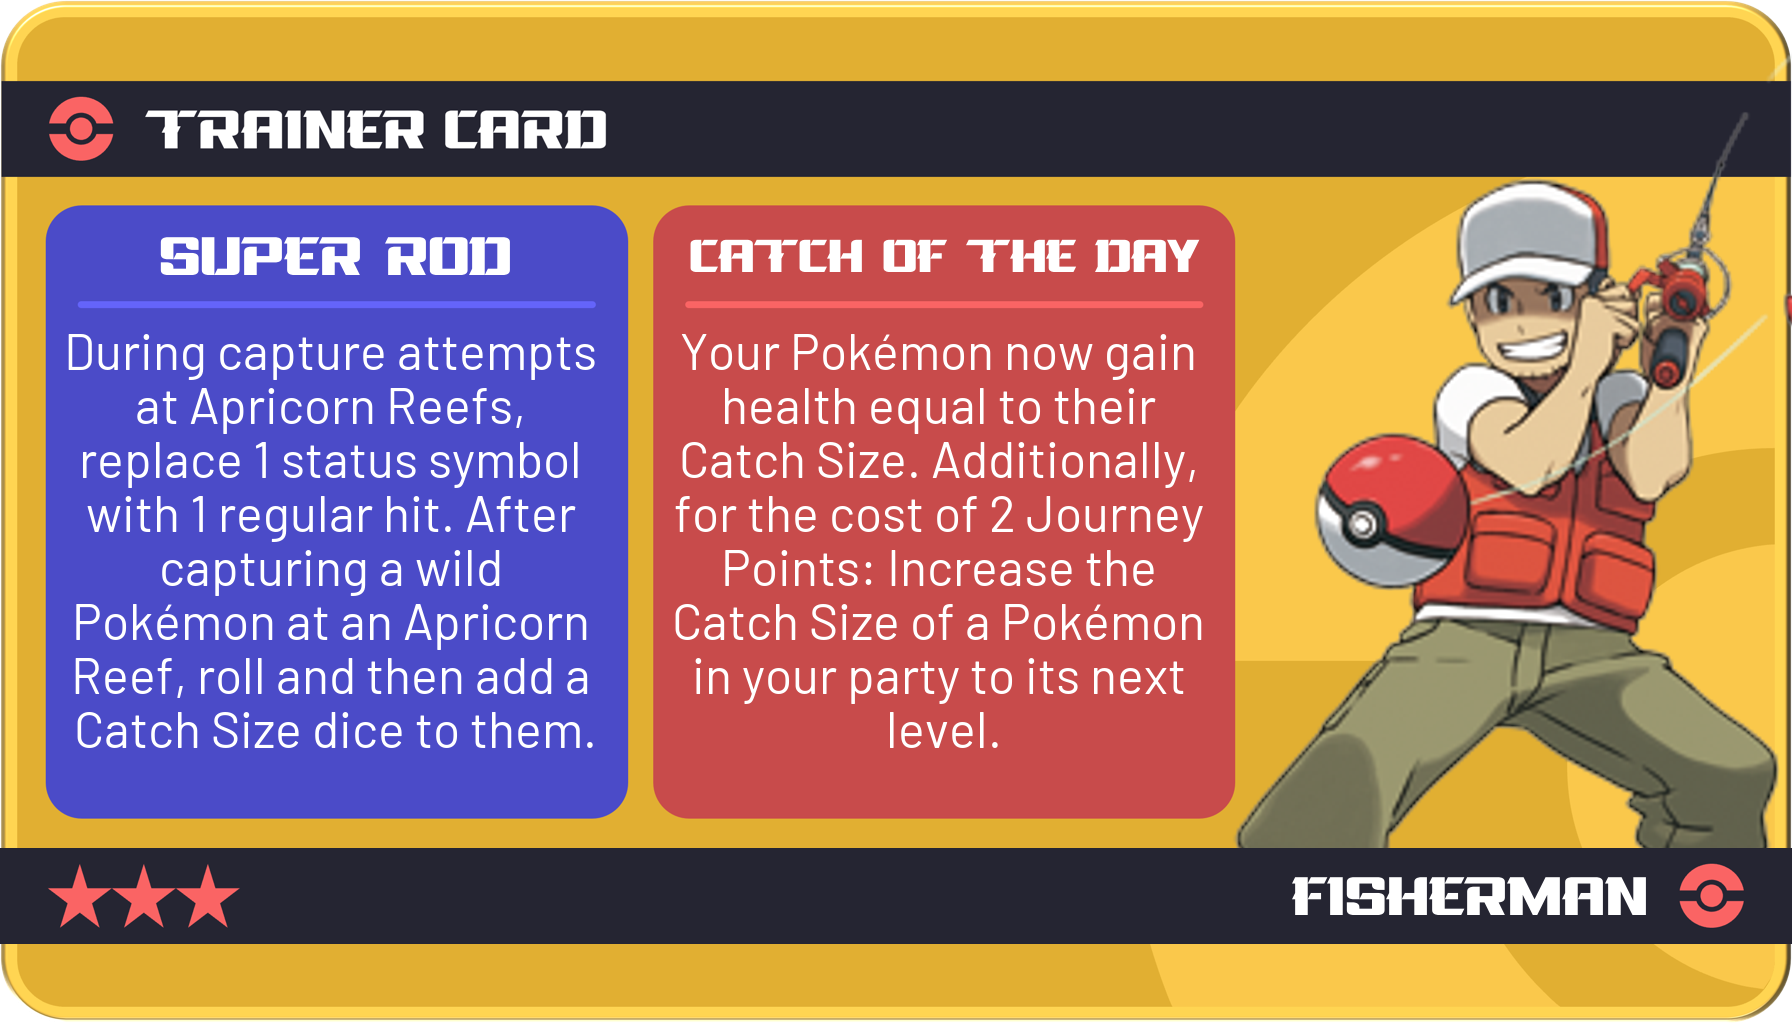 TRAINER CARD
SUPER ROD
During capture attempts
at Apricorn Reefs,
replace 1 status symbol
with 1 regular hit. After
capturing a wild
Pokémon at an Apricorn
Reef, roll and then add a
Catch Size dice to them.
CATCH OF THE DAY
Your Pokémon now gain
health equal to their
Catch Size. Additionally,
for the cost of 2 Journey
Points: Increase the
Catch Size of a Pokémon
in your party to its next
level.
FISHERMAN